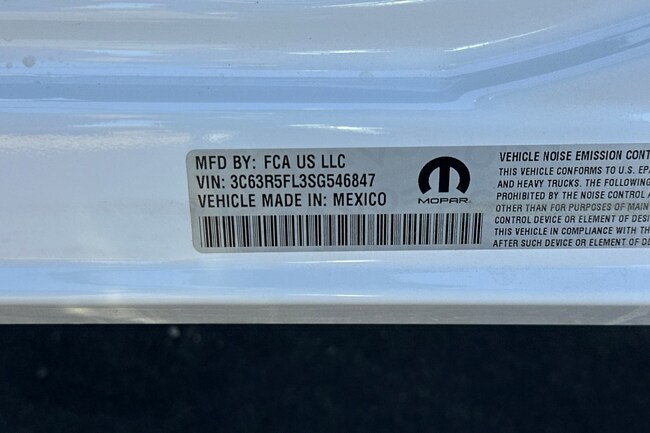 MFD BY: FCA US LLC
VIN: 3C63R5FL3SG546847
VEHICLE MADE IN: MEXICO
MOPAR
VEHICLE NOISE EMISSION CONT
THIS VEHICLE CONFORMS TO U.S. EPA
AND HEAVY TRUCKS. THE FOLLOWING
PROHIBITED BY THE NOISE CONTROL A
OTHER THAN FOR PURPOSES OF MAIN
CONTROL DEVICE OR ELEMENT OF DESI
THIS VEHICLE IN COMPLIANCE WITH THE
AFTER SUCH DEVICE OR ELEMENT OF DE